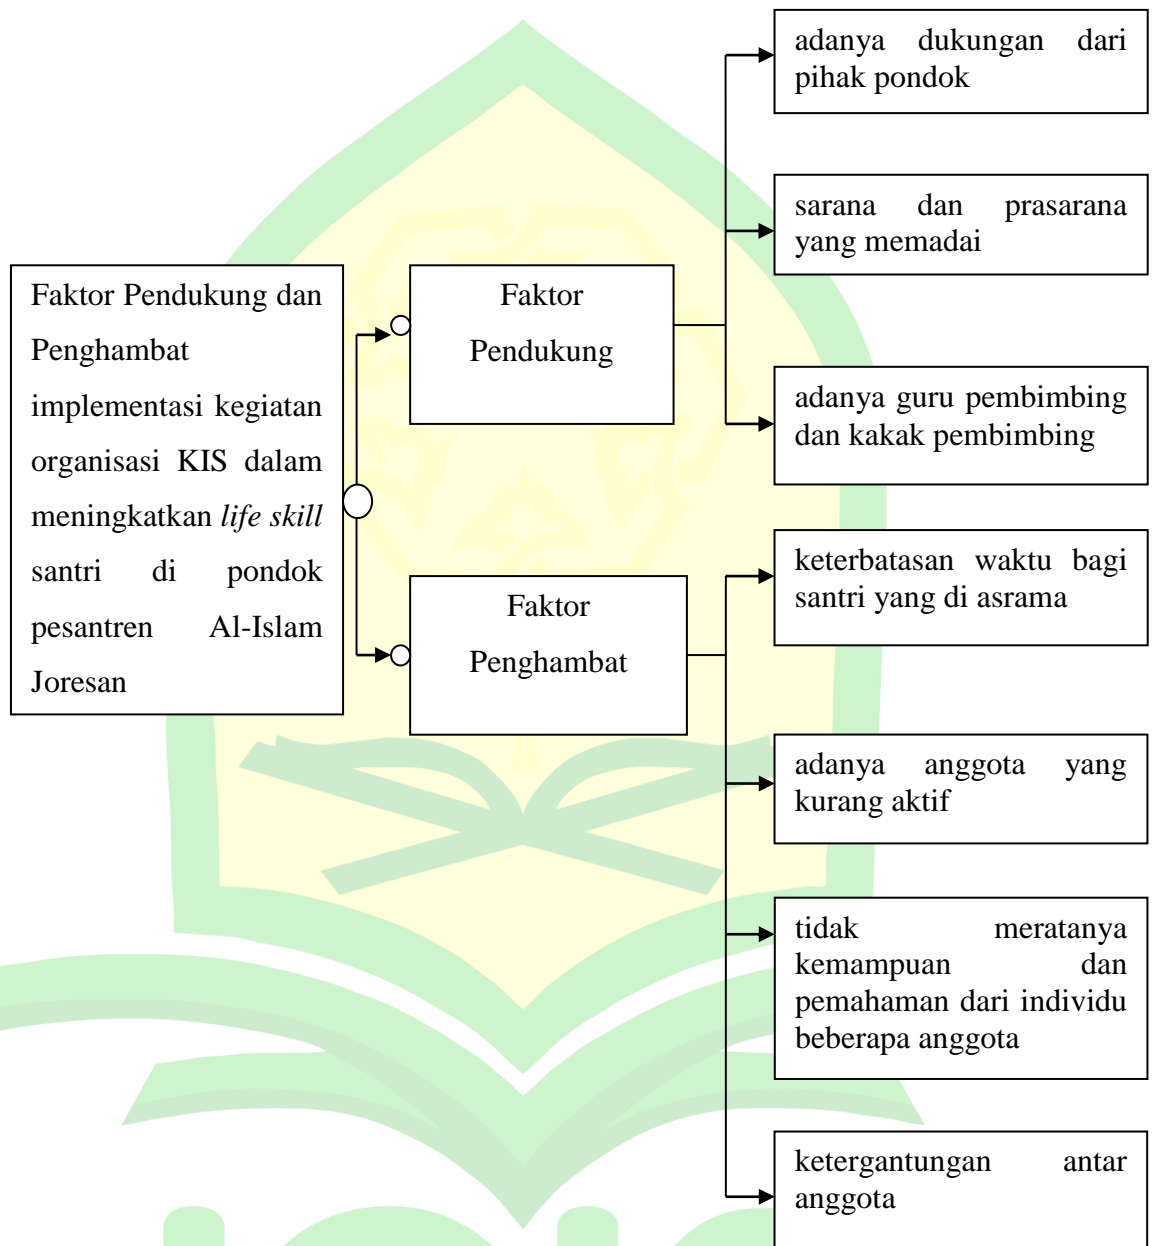 Faktor Pendukung dan
Penghambat
implementasi kegiatan
organisasi KIS dalam
meningkatkan life skill
santri di pondok
pesantren Al-Islam
Joresan
Faktor
Pendukung
adanya dukungan dari
pihak pondok
sarana dan prasarana
yang memadai
adanya guru pembimbing
dan kakak pembimbing
Faktor
Penghambat
keterbatasan waktu bagi
santri yang di asrama
adanya anggota yang
kurang aktif
tidak meratanya
kemampuan dan
pemahaman dari individu
beberapa anggota
ketergantungan antar
anggota